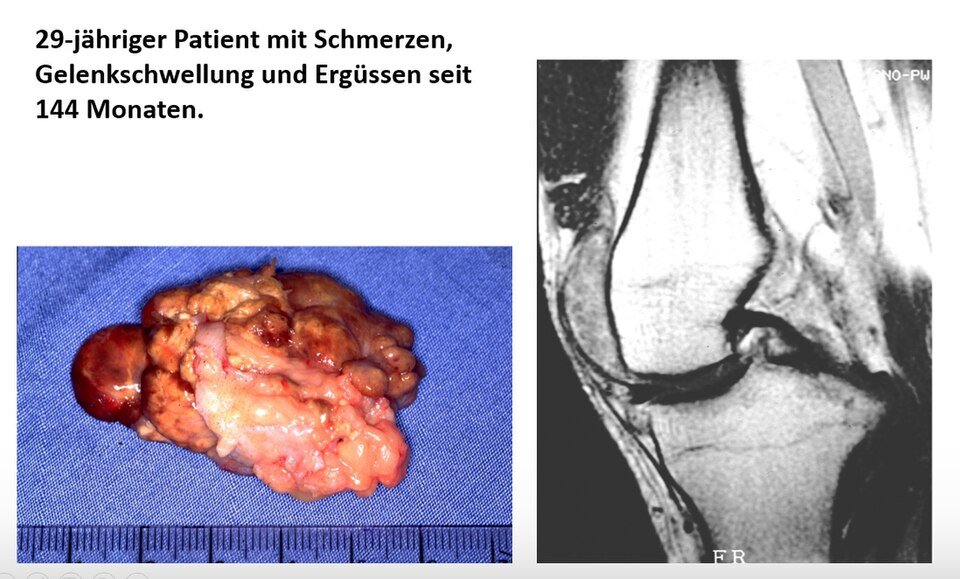 29-jähriger Patient mit Schmerzen,
Gelenkschwellung und Ergüssen seit
144 Monaten.